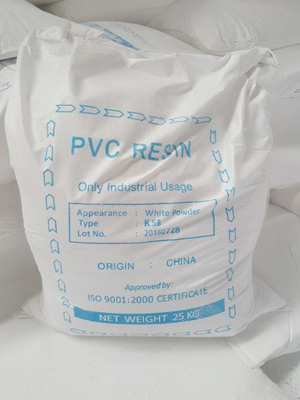 PVC RESIN
Only Industrial Usage
Appearance : White Powder
Type : K58
Lot No. : 20160728
ORIGIN : CHINA
Approved by:
ISO 9001:2000 CERTIFICATE
NET WEIGHT 25 KG